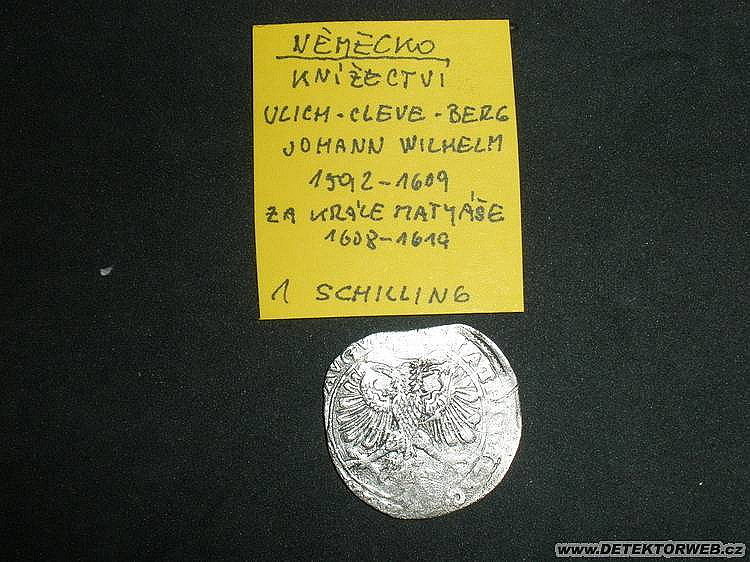 NĚMECKO
KNÍŽECTVÍ
ULICH - CLEVE - BERG
JOHANN WILHELM
1592-1609
ZA KRÁLE MATYÁŠE
1608-1619
1 SCHILLING
WWW.DETEKTORWEB.CZ